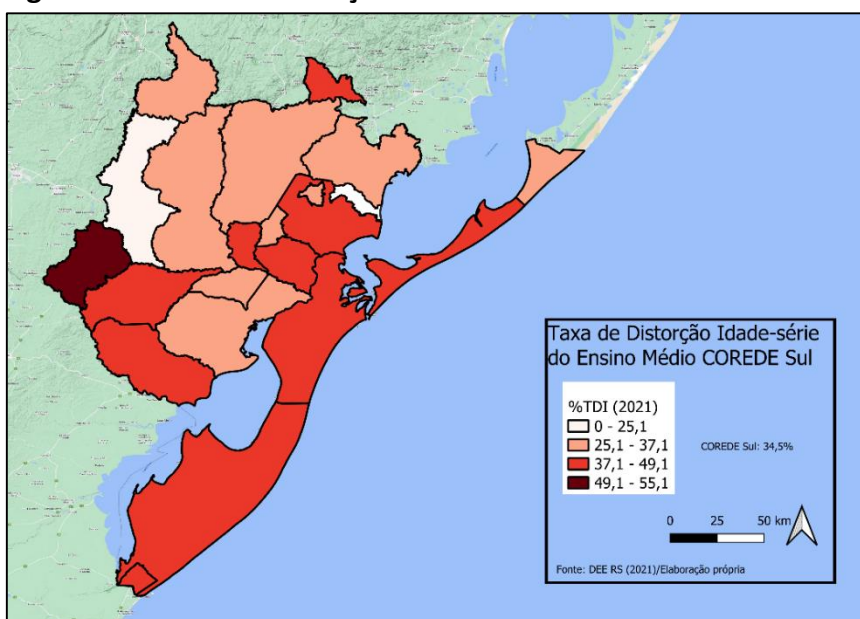 Taxa de Distorção Idade-série
do Ensino Médio COREDE Sul
%TDI (2021)
0 - 25,1
25,1 - 37,1
COREDE Sul: 34,5%
37,1 - 49,1
49,1 - 55,1
0 25 50 km
Fonte: DEE RS (2021)/Elaboração própria